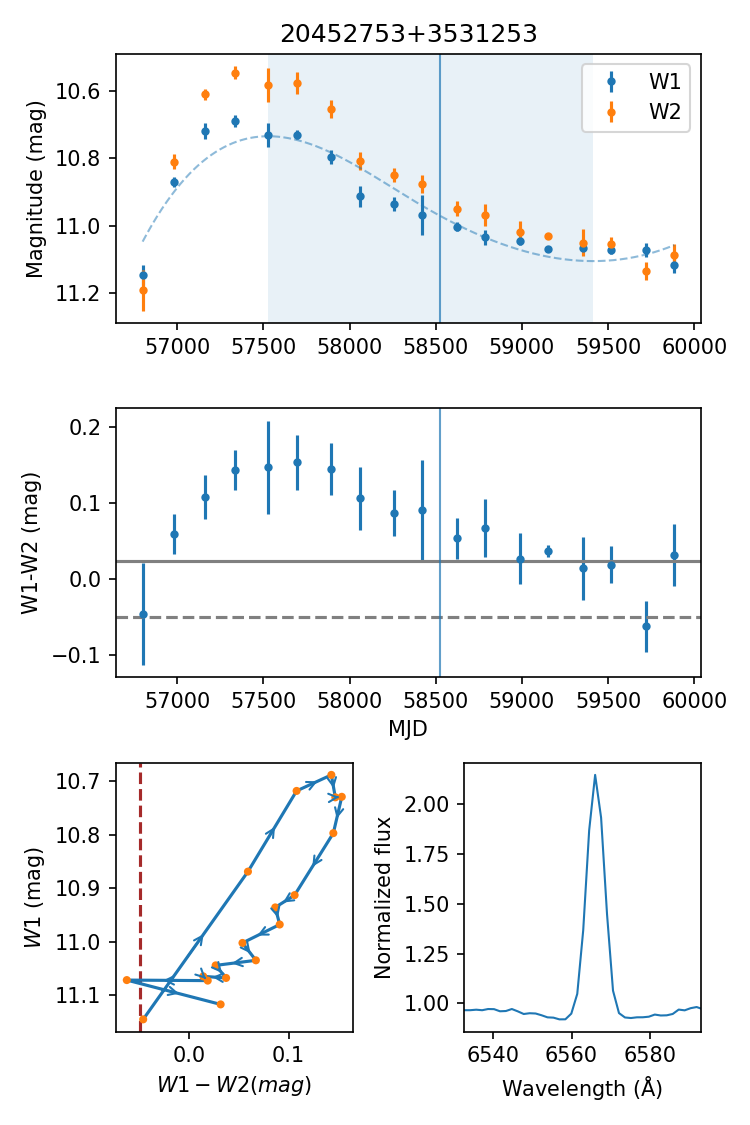 20452753+3531253
Magnitude (mag)
10.6
10.8
11.0
11.2
W1
W2
57000 57500 58000 58500 59000 59500 60000
W1-W2 (mag)
0.2
0.1
0.0
−0.1
57000 57500 58000 58500 59000 59500 60000
MJD
W1 (mag)
10.7
10.8
10.9
11.0
11.1
0.0 0.1
W1 − W2(mag)
Normalized flux
2.00
1.75
1.50
1.25
1.00
6540 6560 6580
Wavelength (Å)